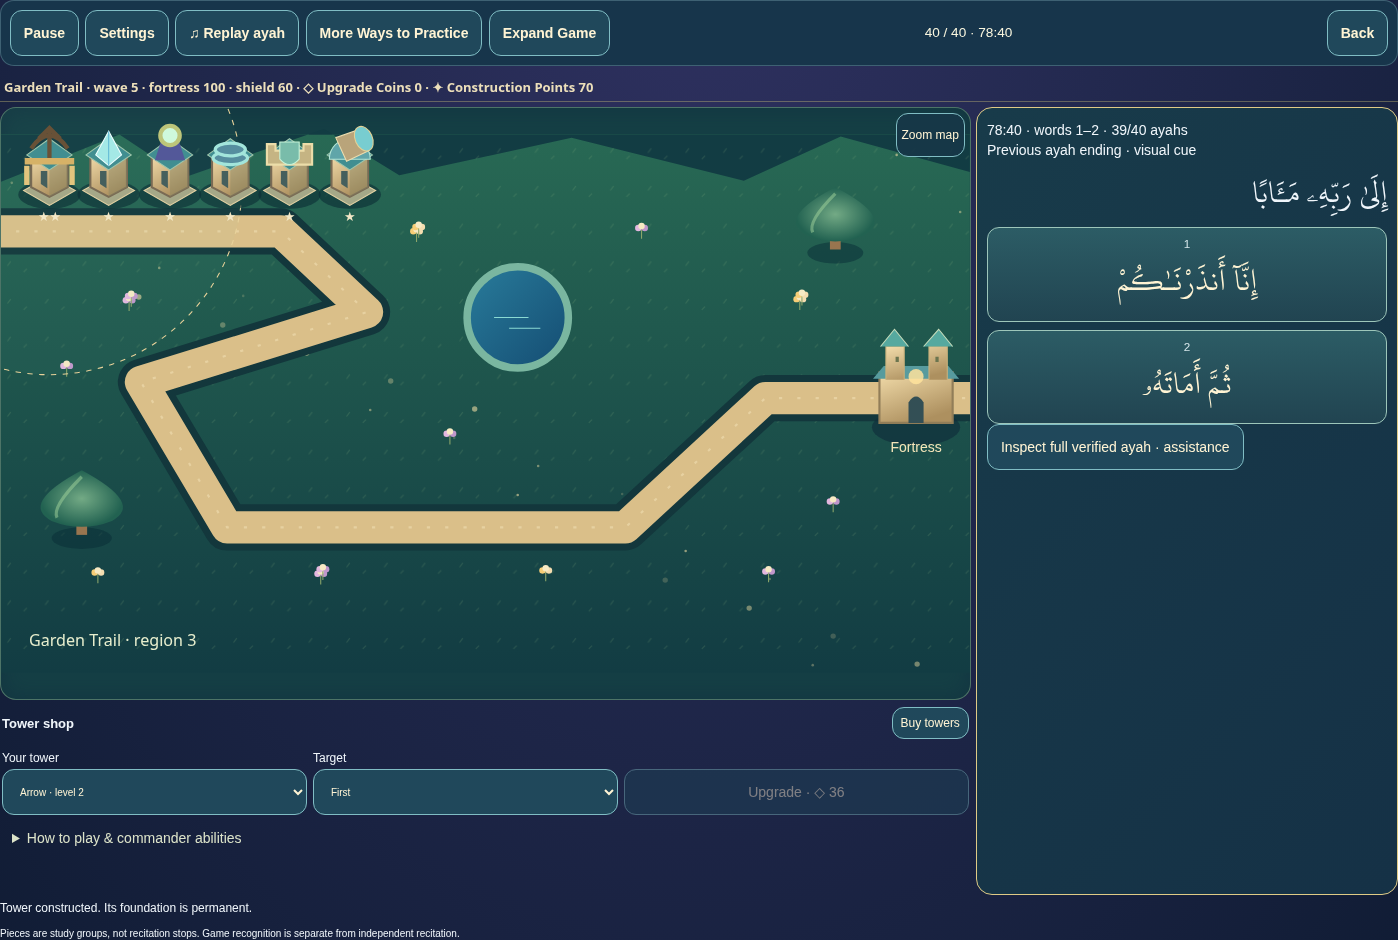 Pause Settings ♫ Replay ayah More Ways to Practice Expand Game 40 / 40 · 78:40 Back
Garden Trail · wave 5 · fortress 100 · shield 60 · ◇ Upgrade Coins 0 · ✦ Construction Points 70
Zoom map
★★ ★ ★ ★ ★ ★
Fortress
Garden Trail · region 3
78:40 · words 1–2 · 39/40 ayahs
Previous ayah ending · visual cue
إِلَىٰ رَبِّهِۦ مَـَٔابًا
1
إِنَّآ أَنذَرْنَـٰكُمْ
2
ثُمَّ أَمَاتَهُۥ
Inspect full verified ayah · assistance
Tower shop
Buy towers
Your tower
Target
Arrow · level 2
First
Upgrade · ◇ 36
▶ How to play & commander abilities
Tower constructed. Its foundation is permanent.
Pieces are study groups, not recitation stops. Game recognition is separate from independent recitation.